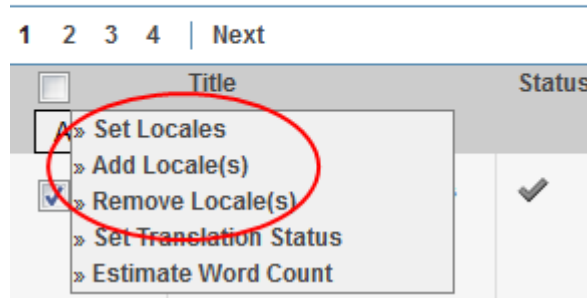 1 2 3 4 | Next
Title Status
A
» Set Locales
» Add Locale(s)
» Remove Locale(s)
» Set Translation Status
» Estimate Word Count